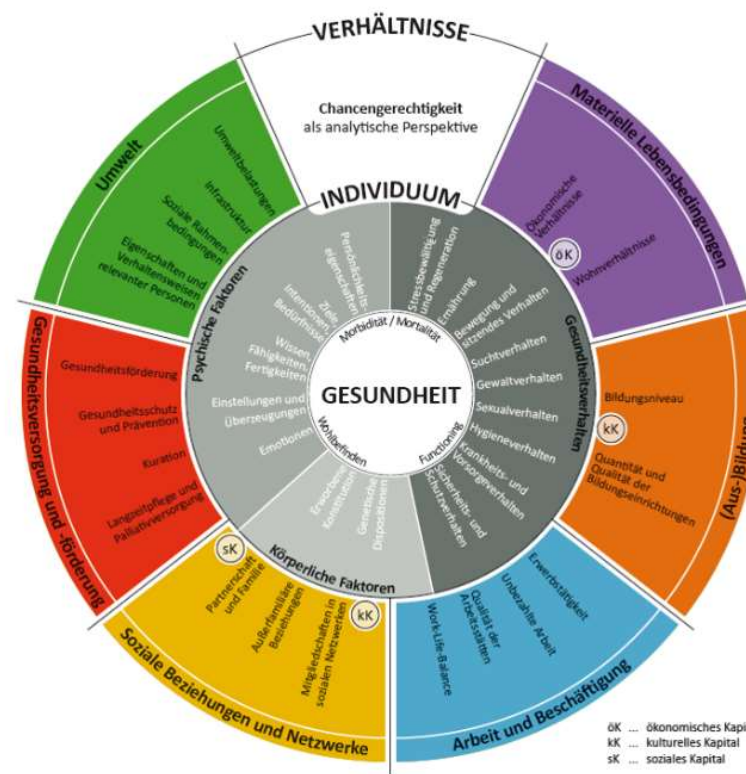 VERHÄLTNISSE
Chancengerechtigkeit
als analytische Perspektive
INDIVIDUUM
Materielle Lebensbedingungen
Ökonomische
Verhältnisse
öK
Wohnverhältnisse
(Aus-)Bildung
Bildungsniveau
kK
Quantität und
Qualität der
Bildungseinrichtungen
Arbeit und Beschäftigung
Erwerbstätigkeit
Unbezahlte Arbeit
Qualität der
Arbeitsstätten
Work-Life-Balance
Soziale Beziehungen und Netzwerke
kK
Mitgliedschaften in
sozialen Netzwerken
Außerfamiliäre
Beziehungen
Partnerschaft
und Familie
sK
Gesundheitsversorgung und -förderung
Gesundheitsförderung
Gesundheitsschutz
und Prävention
Kuration
Langzeitpflege und
Palliativversorgung
Umwelt
Umweltbelastungen
Infrastruktur
Soziale Rahmen-
bedingungen
Eigenschaften und
Verhaltensweisen
relevanter Personen
Psychische Faktoren
Persönlichkeits-
eigenschaften
Ziele,
Intentionen,
Bedürfnisse
Wissen,
Fähigkeiten,
Fertigkeiten
Einstellungen und
Überzeugungen
Emotionen
Gesundheitsverhalten
Stressbewältigung
und Regeneration
Ernährung
Bewegung und
sitzendes Verhalten
Suchtverhalten
Gewaltverhalten
Sexualverhalten
Hygieneverhalten
Krankheits- und
Vorsorgeverhalten
Sicherheits- und
Schutzverhalten
Körperliche Faktoren
Erworbene
Konstitution
Genetische
Dispositionen
Morbidität / Mortalität
GESUNDHEIT
Wohlbefinden
Functioning
öK ... ökonomisches Kapi
kK ... kulturelles Kapital
sK ... soziales Kapital